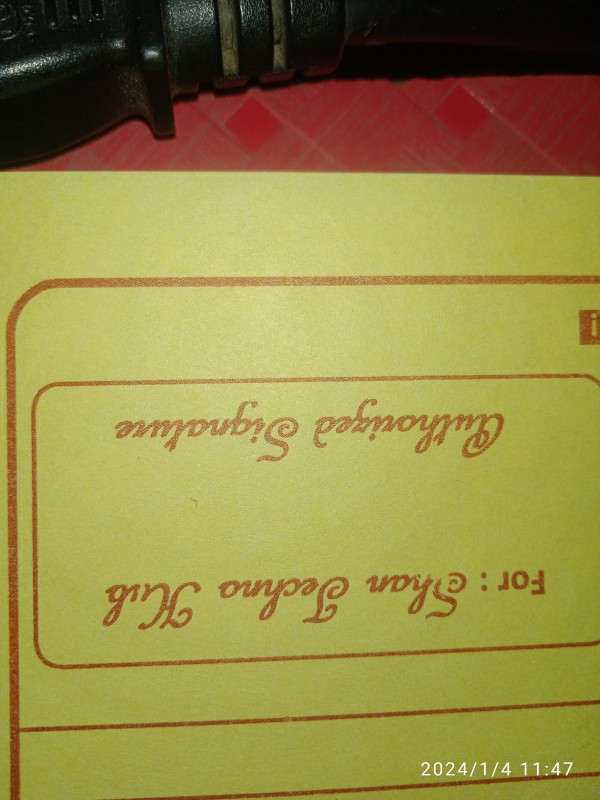 For : Shan Techno Hub
Authorized Signature
2024/1/4 11:47